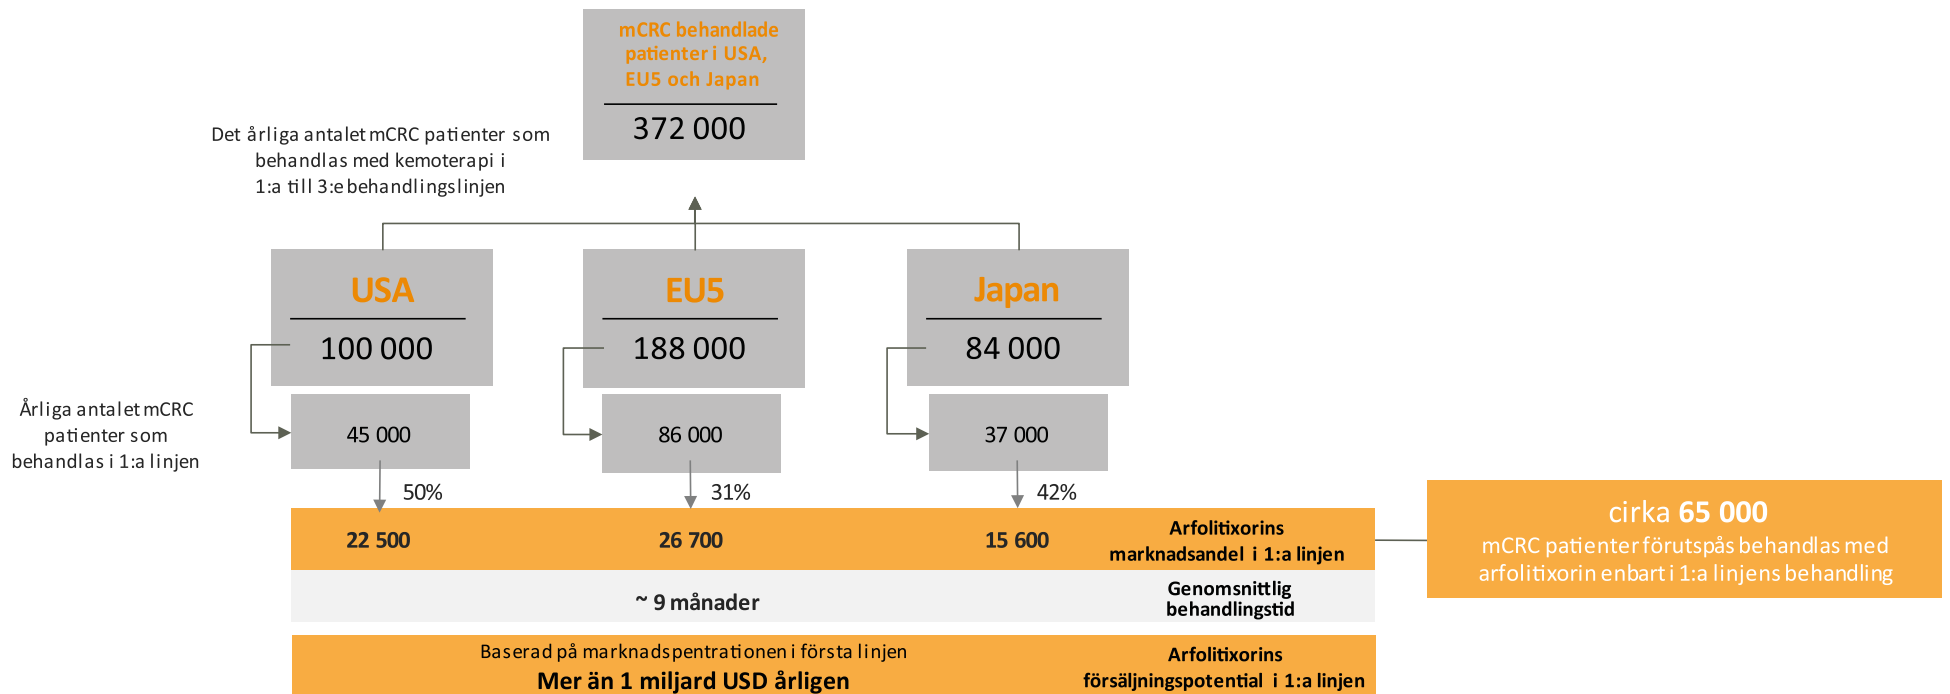 mCRC behandlade
patienter i USA,
EU5 och Japan
372 000
Det årliga antalet mCRC patienter som
behandlas med kemoterapi i
1:a till 3:e behandlingslinjen
USA
100 000
EU5
188 000
Japan
84 000
Årliga antalet mCRC
patienter som
behandlas i 1:a linjen
45 000
86 000
37 000
50%
31%
42%
22 500
26 700
15 600
Arfolitixorins
marknadsandel i 1:a linjen
cirka 65 000
mCRC patienter förutspås behandlas med
arfolitixorin enbart i 1:a linjens behandling
~ 9 månader
Genomsnittlig
behandlingstid
Baserad på marknadspentrationen i första linjen
Mer än 1 miljard USD årligen
Arfolitixorins
försäljningspotential i 1:a linjen